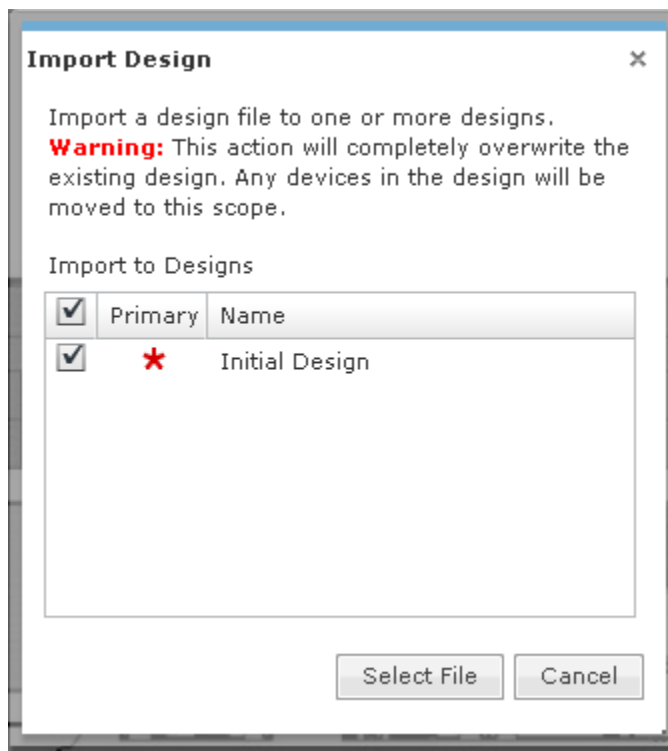 Import Design
Import a design file to one or more designs.
Warning: This action will completely overwrite the
existing design. Any devices in the design will be
moved to this scope.
Import to Designs
Primary Name
* Initial Design
Select File Cancel